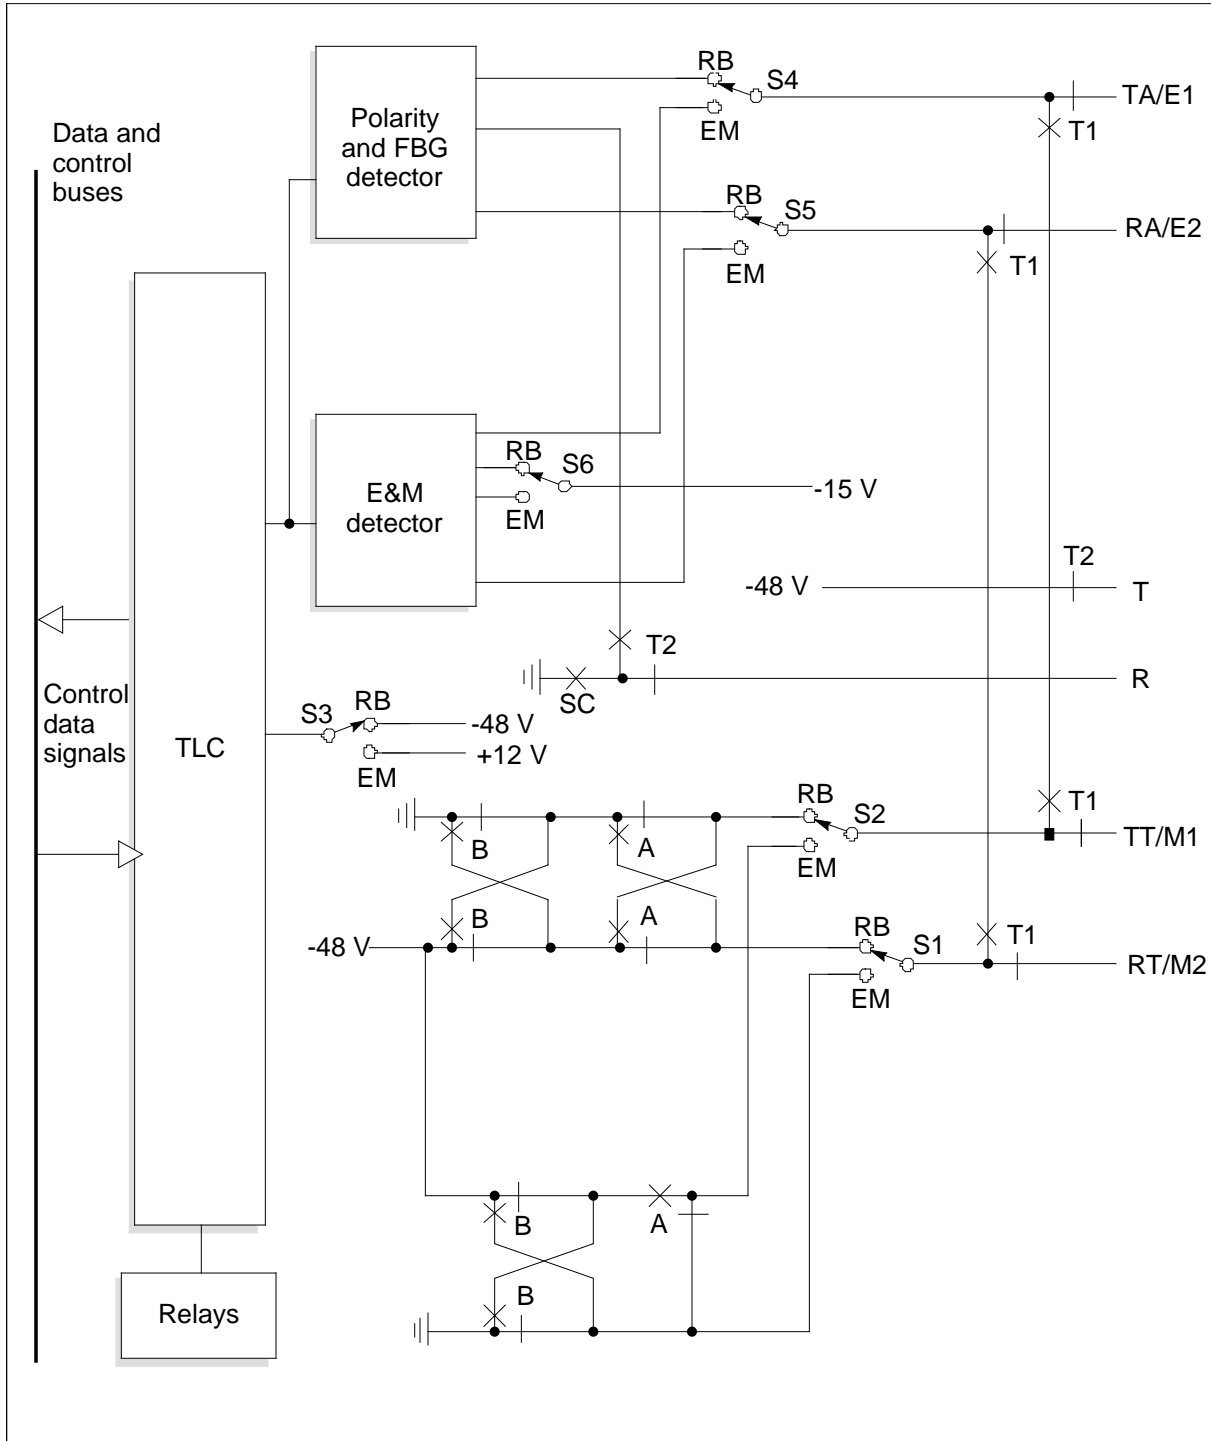 RB
S4
TA/E1
Polarity
and FBG
detector
EM
T1
Data and
control
buses
RB
S5
RA/E2
EM
T1
RB
S6
E&M
detector
-15 V
EM
T2
-48 V
T
T2
R
SC
Control
data
signals
S3
RB
-48 V
TLC
+12 V
EM
RB
S2
T1
TT/M1
B
A
EM
B
A
RB
S1
T1
-48 V
RT/M2
EM
B
A
B
Relays